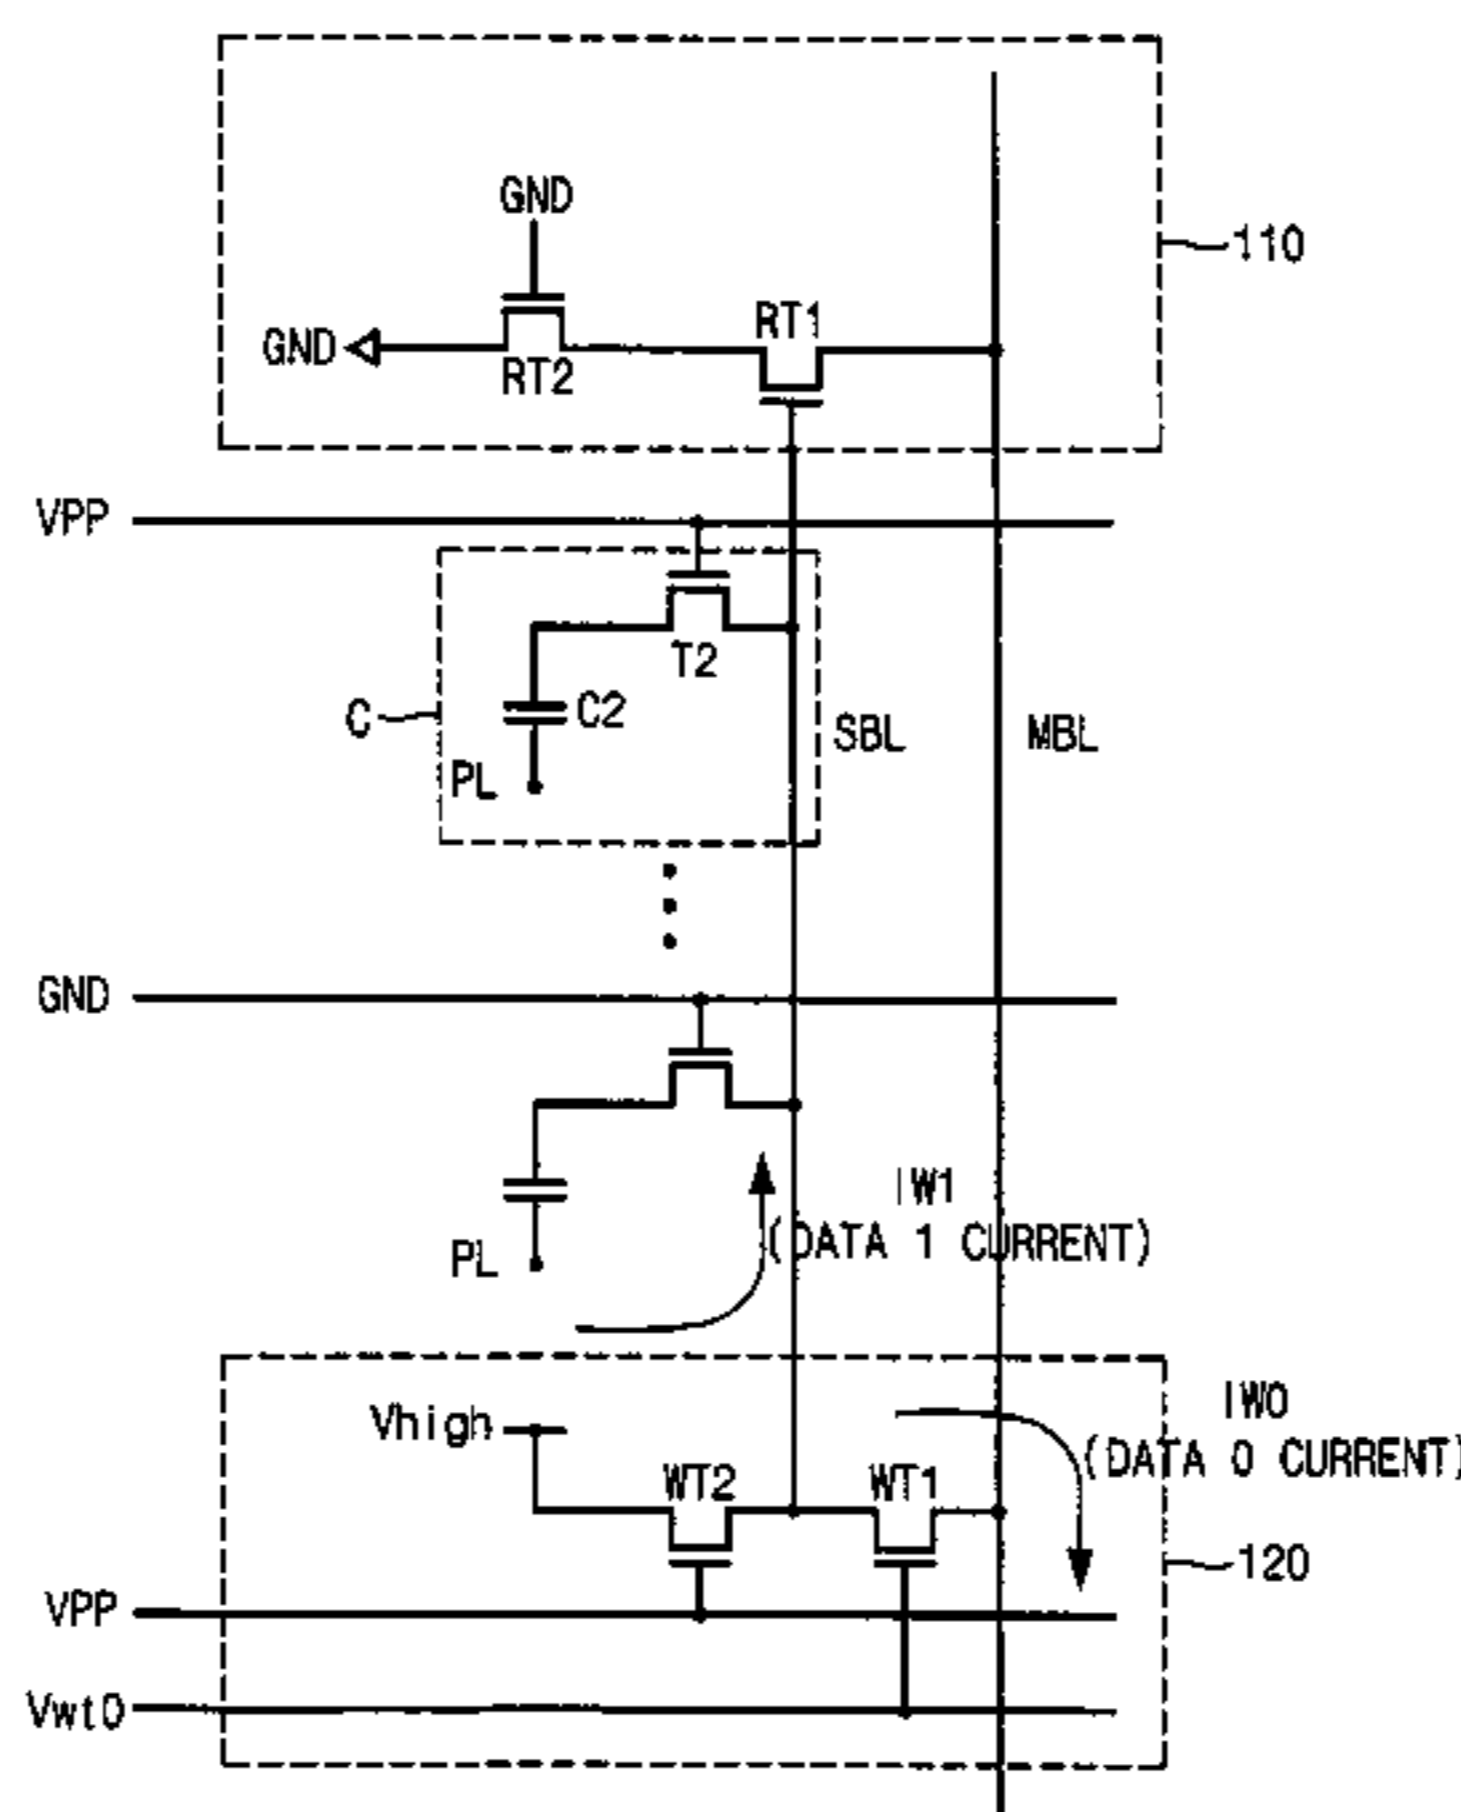 GND
110
RT1
GND
RT2
VPP
T2
C
C2
SBL
MBL
PL
GND
IW1
(DATA 1 CURRENT)
PL
IW0
Vhigh
(DATA 0 CURRENT)
WT2
WT1
120
VPP
Vwt0